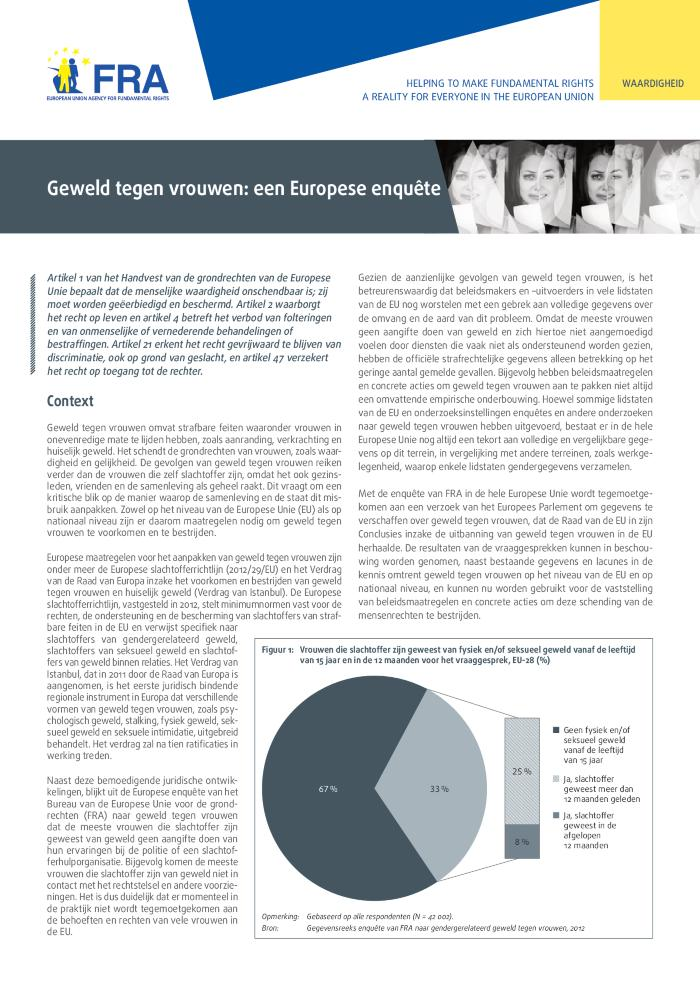 FRA
EUROPEAN UNION AGENCY FOR FUNDAMENTAL RIGHTS
HELPING TO MAKE FUNDAMENTAL RIGHTS
A REALITY FOR EVERYONE IN THE EUROPEAN UNION
WAARDIGHEID
Geweld tegen vrouwen: een Europese enquête
Artikel 1 van het Handvest van de grondrechten van de Europese
Unie bepaalt dat de menselijke waardigheid onschendbaar is; zij
moet worden geëerbiedigd en beschermd. Artikel 2 waarborgt
het recht op leven en artikel 4 betreft het verbod van folteringen
en van onmenselijke of vernederende behandelingen of
bestraffingen. Artikel 21 erkent het recht gevrijwaard te blijven van
discriminatie, ook op grond van geslacht, en artikel 47 verzekert
het recht op toegang tot de rechter.
Context
Geweld tegen vrouwen omvat strafbare feiten waaronder vrouwen in
onevenredige mate te lijden hebben, zoals aanranding, verkrachting en
huiselijk geweld. Het schendt de grondrechten van vrouwen, zoals waar-
digheid en gelijkheid. De gevolgen van geweld tegen vrouwen reiken
verder dan de vrouwen die zelf slachtoffer zijn, omdat het ook gezins-
leden, vrienden en de samenleving als geheel raakt. Dit vraagt om een
kritische blik op de manier waarop de samenleving en de staat dit mis-
bruik aanpakken. Zowel op het niveau van de Europese Unie (EU) als op
nationaal niveau zijn er daarom maatregelen nodig om geweld tegen
vrouwen te voorkomen en te bestrijden.
Europese maatregelen voor het aanpakken van geweld tegen vrouwen zijn
onder meer de Europese slachtofferrichtlijn (2012/29/EU) en het Verdrag
van de Raad van Europa inzake het voorkomen en bestrijden van geweld
tegen vrouwen en huiselijk geweld (Verdrag van Istanbul). De Europese
slachtofferrichtlijn, vastgesteld in 2012, stelt minimumnormen vast voor de
rechten, de ondersteuning en de bescherming van slachtoffers van straf-
bare feiten in de EU en verwijst specifiek naar
slachtoffers van gendergerelateerd geweld,
slachtoffers van seksueel geweld en slachtof-
fers van geweld binnen relaties. Het Verdrag van
Istanbul, dat in 2011 door de Raad van Europa is
aangenomen, is het eerste juridisch bindende
regionale instrument in Europa dat verschillende
vormen van geweld tegen vrouwen, zoals psy-
chologisch geweld, stalking, fysiek geweld, sek-
sueel geweld en seksuele intimidatie, uitgebreid
behandelt. Het verdrag zal na tien ratificaties in
werking treden.
Naast deze bemoedigende juridische ontwik-
kelingen, blijkt uit de Europese enquête van het
Bureau van de Europese Unie voor de grond-
rechten (FRA) naar geweld tegen vrouwen
dat de meeste vrouwen die slachtoffer zijn
geweest van geweld geen aangifte doen van
hun ervaringen bij de politie of een slachtof-
ferhulporganisatie. Bijgevolg komen de meeste
vrouwen die slachtoffer zijn van geweld niet in
contact met het rechtstelsel en andere voorzie-
ningen. Het is dus duidelijk dat er momenteel in
de praktijk niet wordt tegemoetgekomen aan
de behoeften en rechten van vele vrouwen in
de EU.
Gezien de aanzienlijke gevolgen van geweld tegen vrouwen, is het
betreurenswaardig dat beleidsmakers en –uitvoerders in vele lidstaten
van de EU nog worstelen met een gebrek aan volledige gegevens over
de omvang en de aard van dit probleem. Omdat de meeste vrouwen
geen aangifte doen van geweld en zich hiertoe niet aangemoedigd
voelen door diensten die vaak niet als ondersteunend worden gezien,
hebben de officiële strafrechtelijke gegevens alleen betrekking op het
geringe aantal gemelde gevallen. Bijgevolg hebben beleidsmaatregelen
en concrete acties om geweld tegen vrouwen aan te pakken niet altijd
een omvattende empirische onderbouwing. Hoewel sommige lidstaten
van de EU en onderzoeksinstellingen enquêtes en andere onderzoeken
naar geweld tegen vrouwen hebben uitgevoerd, bestaat er in de hele
Europese Unie nog altijd een tekort aan volledige en vergelijkbare gege-
vens op dit terrein, in vergelijking met andere terreinen, zoals werkge-
legenheid, waarop enkele lidstaten gendergegevens verzamelen.
Met de enquête van FRA in de hele Europese Unie wordt tegemoetge-
komen aan een verzoek van het Europees Parlement om gegevens te
verschaffen over geweld tegen vrouwen, dat de Raad van de EU in zijn
Conclusies inzake de uitbanning van geweld tegen vrouwen in de EU
herhaalde. De resultaten van de vraaggesprekken kunnen in beschou-
wing worden genomen, naast bestaande gegevens en lacunes in de
kennis omtrent geweld tegen vrouwen op het niveau van de EU en op
nationaal niveau, en kunnen nu worden gebruikt voor de vaststelling
van beleidsmaatregelen en concrete acties om deze schending van de
mensenrechten te bestrijden.
Figuur 1: Vrouwen die slachtoffer zijn geweest van fysiek en/of seksueel geweld vanaf de leeftijd
van 15 jaar en in de 12 maanden voor het vraaggesprek, EU-28 (%)
67 %
33 %
25 %
8 %
Geen fysiek en/of
seksueel geweld
vanaf de leeftijd
van 15 jaar
Ja, slachtoffer
geweest meer dan
12 maanden geleden
Ja, slachtoffer
geweest in de
afgelopen
12 maanden
Opmerking: Gebaseerd op alle respondenten (N = 42 002).
Bron: Gegevensreeks enquête van FRA naar gendergerelateerd geweld tegen vrouwen, 2012